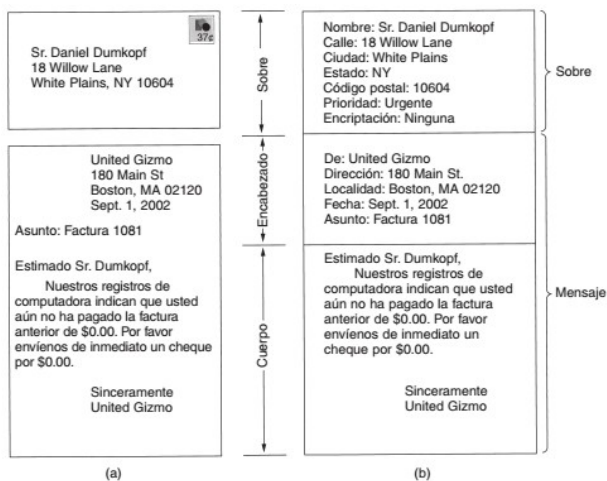 37¢
Sr. Daniel Dumkopf
18 Willow Lane
White Plains, NY 10604
United Gizmo
180 Main St
Boston, MA 02120
Sept. 1, 2002
Asunto: Factura 1081
Estimado Sr. Dumkopf,
Nuestros registros de
computadora indican que usted
aún no ha pagado la factura
anterior de $0.00. Por favor
envíenos de inmediato un cheque
por $0.00.
Sinceramente
United Gizmo
(a)
Sobre
Encabezado
Cuerpo
Nombre: Sr. Daniel Dumkopf
Calle: 18 Willow Lane
Ciudad: White Plains
Estado: NY
Código postal: 10604
Prioridad: Urgente
Encriptación: Ninguna
De: United Gizmo
Dirección: 180 Main St.
Localidad: Boston, MA 02120
Fecha: Sept. 1, 2002
Asunto: Factura 1081
Estimado Sr. Dumkopf,
Nuestros registros de
computadora indican que usted
aún no ha pagado la factura
anterior de $0.00. Por favor
envíenos de inmediato un
cheque por $0.00.
Sinceramente
United Gizmo
(b)
Sobre
Mensaje